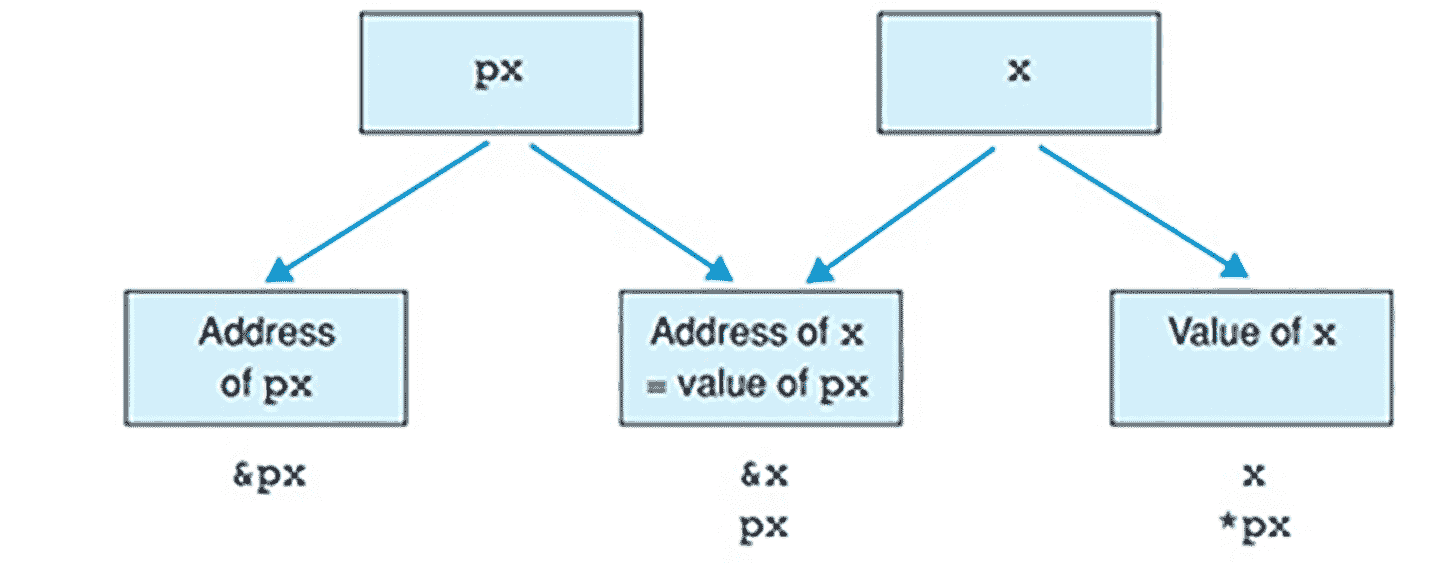 px
x
Address
of px
Address of x
= value of px
Value of x
&px
&x
px
x
*px